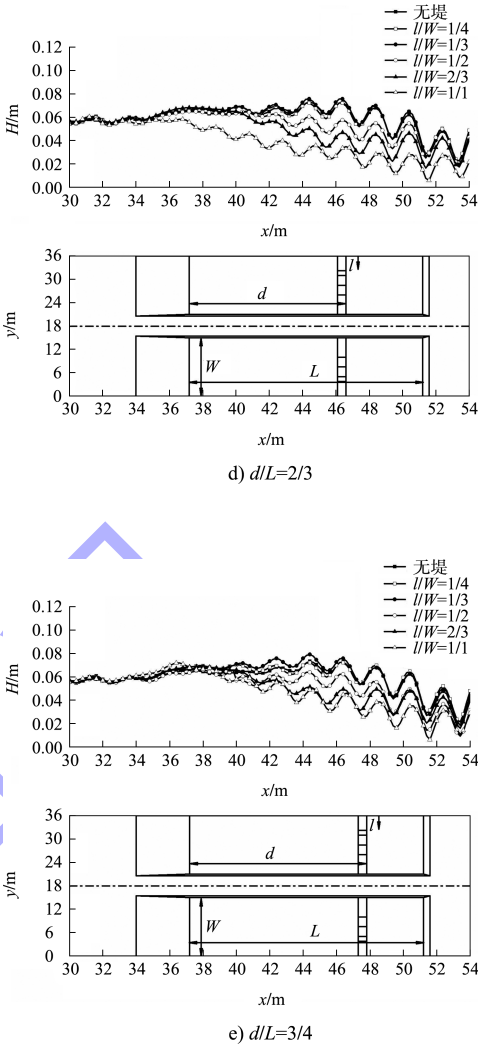 无堤
l/W=1/4
l/W=1/3
l/W=1/2
l/W=2/3
l/W=1/1
0.12
0.10
0.08
0.06
0.04
0.02
0.00
H/m
30 32 34 36 38 40 42 44 46 48 50 52 54
x/m
36
30
24
18
12
6
0
y/m
l
d
W
L
30 32 34 36 38 40 42 44 46 48 50 52 54
x/m
d) d/L=2/3
无堤
l/W=1/4
l/W=1/3
l/W=1/2
l/W=2/3
l/W=1/1
0.12
0.10
0.08
0.06
0.04
0.02
0.00
H/m
30 32 34 36 38 40 42 44 46 48 50 52 54
x/m
36
30
24
18
12
6
0
y/m
l
d
W
L
30 32 34 36 38 40 42 44 46 48 50 52 54
x/m
e) d/L=3/4